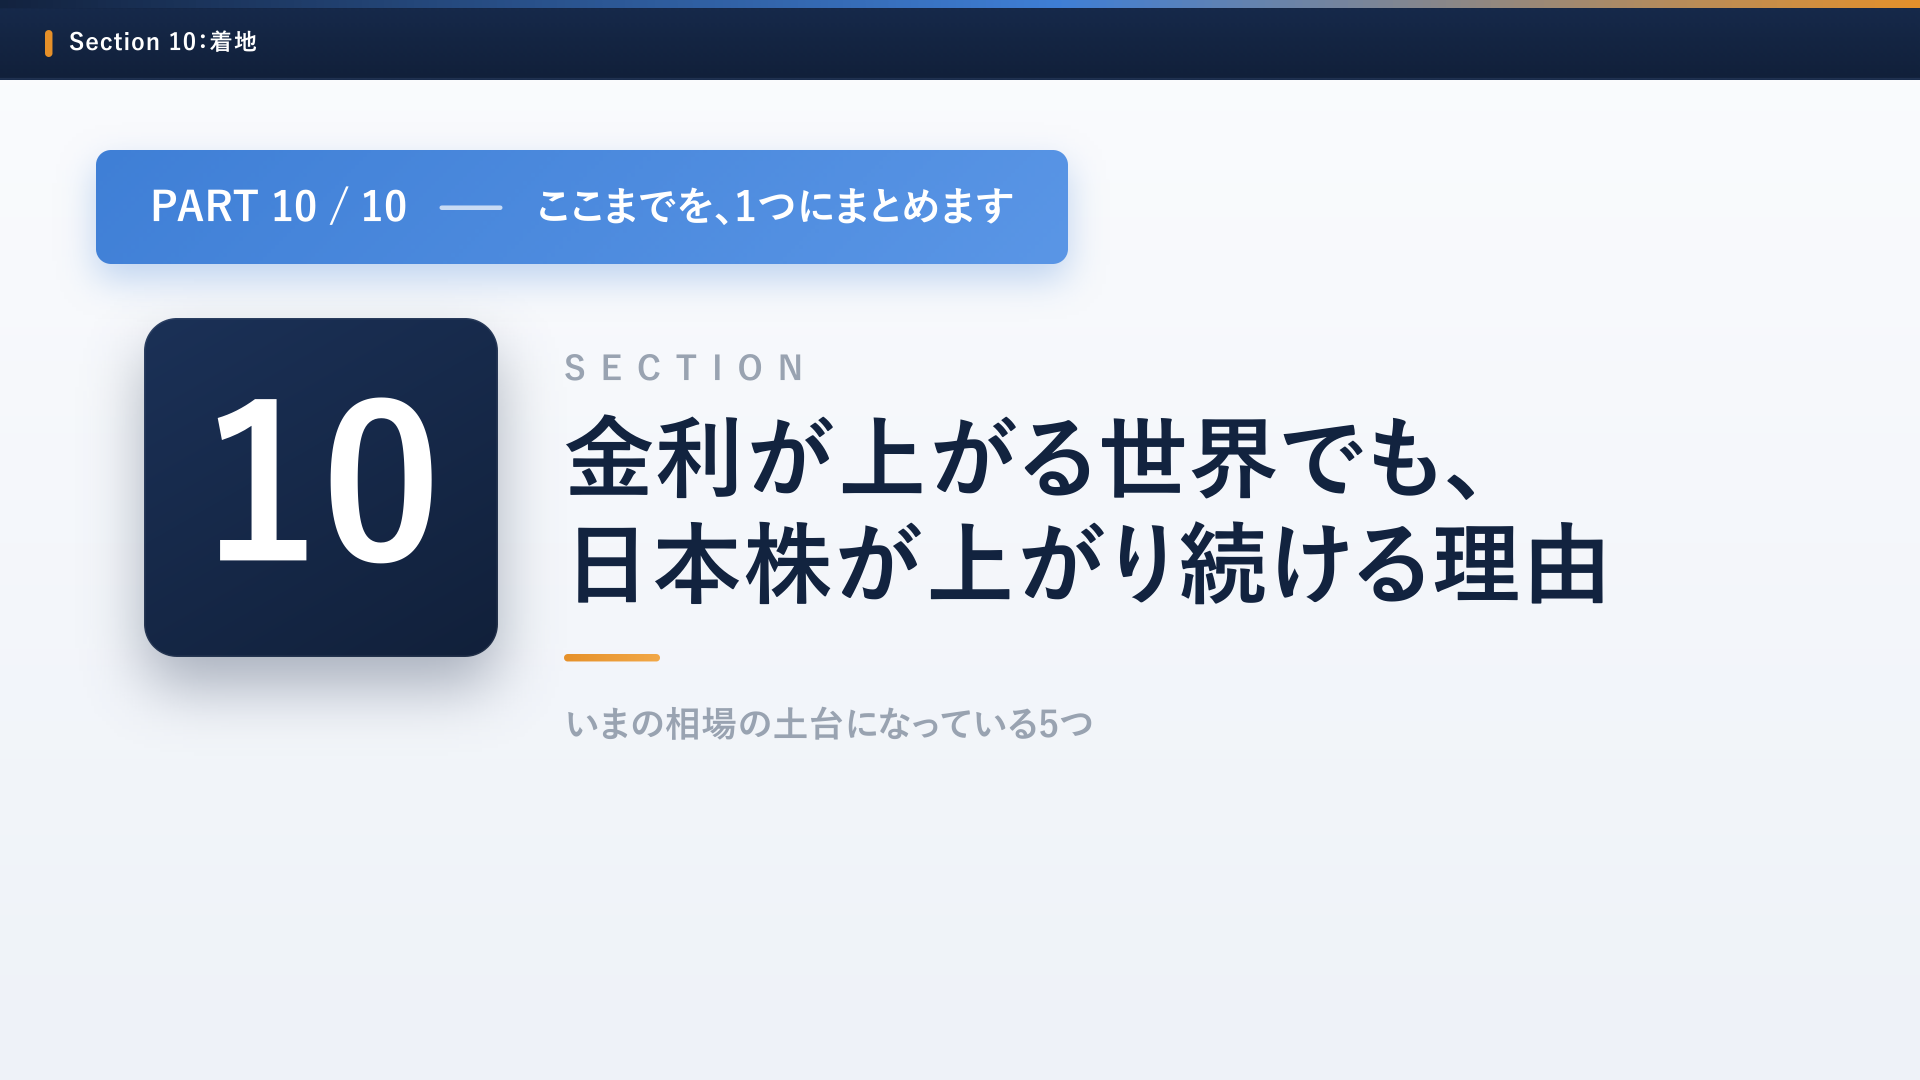 Section 10：着地
PART 10 / 10 — ここまでを、1つにまとめます
10
SECTION
金利が上がる世界でも、
日本株が上がり続ける理由
いまの相場の土台になっている5つ